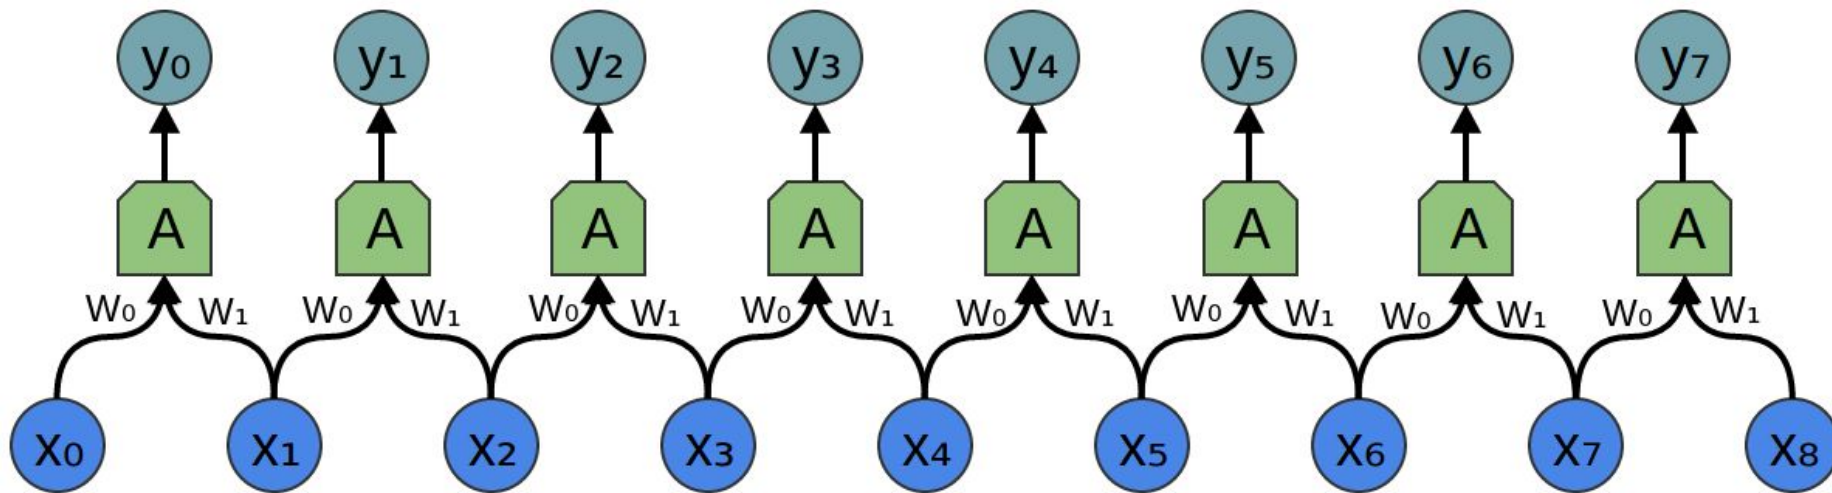 y₀ y₁ y₂ y₃ y₄ y₅ y₆ y₇
A A A A A A A A
W₀ W₁ W₀ W₁ W₀ W₁ W₀ W₁ W₀ W₁ W₀ W₁ W₀ W₁ W₀ W₁
x₀ x₁ x₂ x₃ x₄ x₅ x₆ x₇ x₈